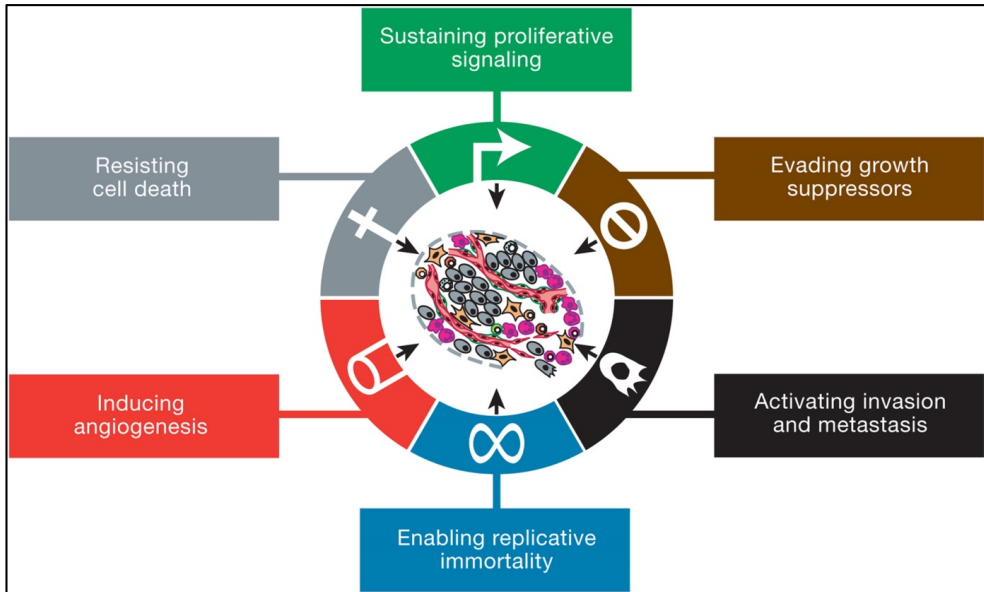 Sustaining proliferative
signaling
Resisting
cell death
Evading growth
suppressors
Inducing
angiogenesis
Activating invasion
and metastasis
Enabling replicative
immortality